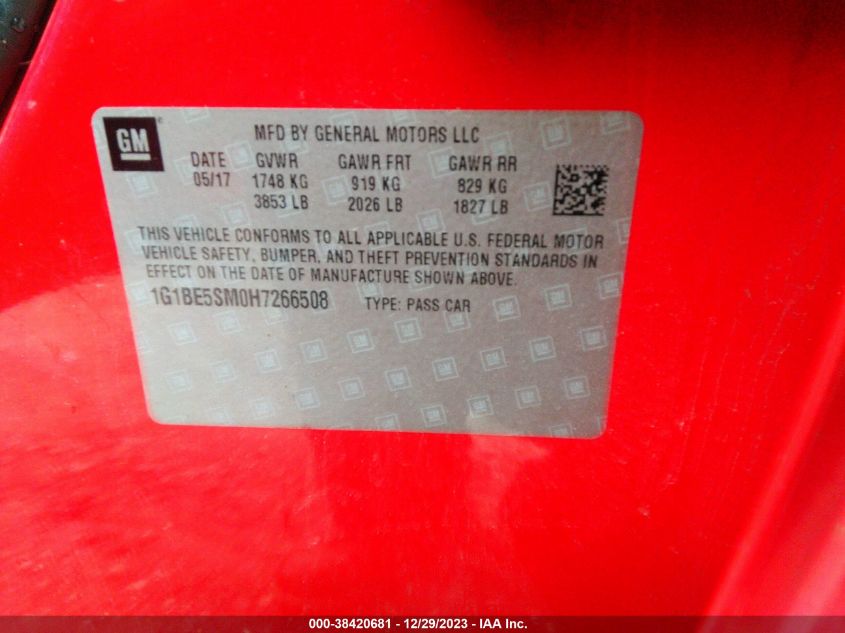 GM
MFD BY GENERAL MOTORS LLC
DATE GVWR GAWR FRT GAWR RR
05/17 1748 KG 919 KG 829 KG
3853 LB 2026 LB 1827 LB
THIS VEHICLE CONFORMS TO ALL APPLICABLE U.S. FEDERAL MOTOR
VEHICLE SAFETY, BUMPER, AND THEFT PREVENTION STANDARDS IN
EFFECT ON THE DATE OF MANUFACTURE SHOWN ABOVE.
1G1BE5SM0H7266508 TYPE: PASS CAR
000-38420681 - 12/29/2023 - IAA Inc.